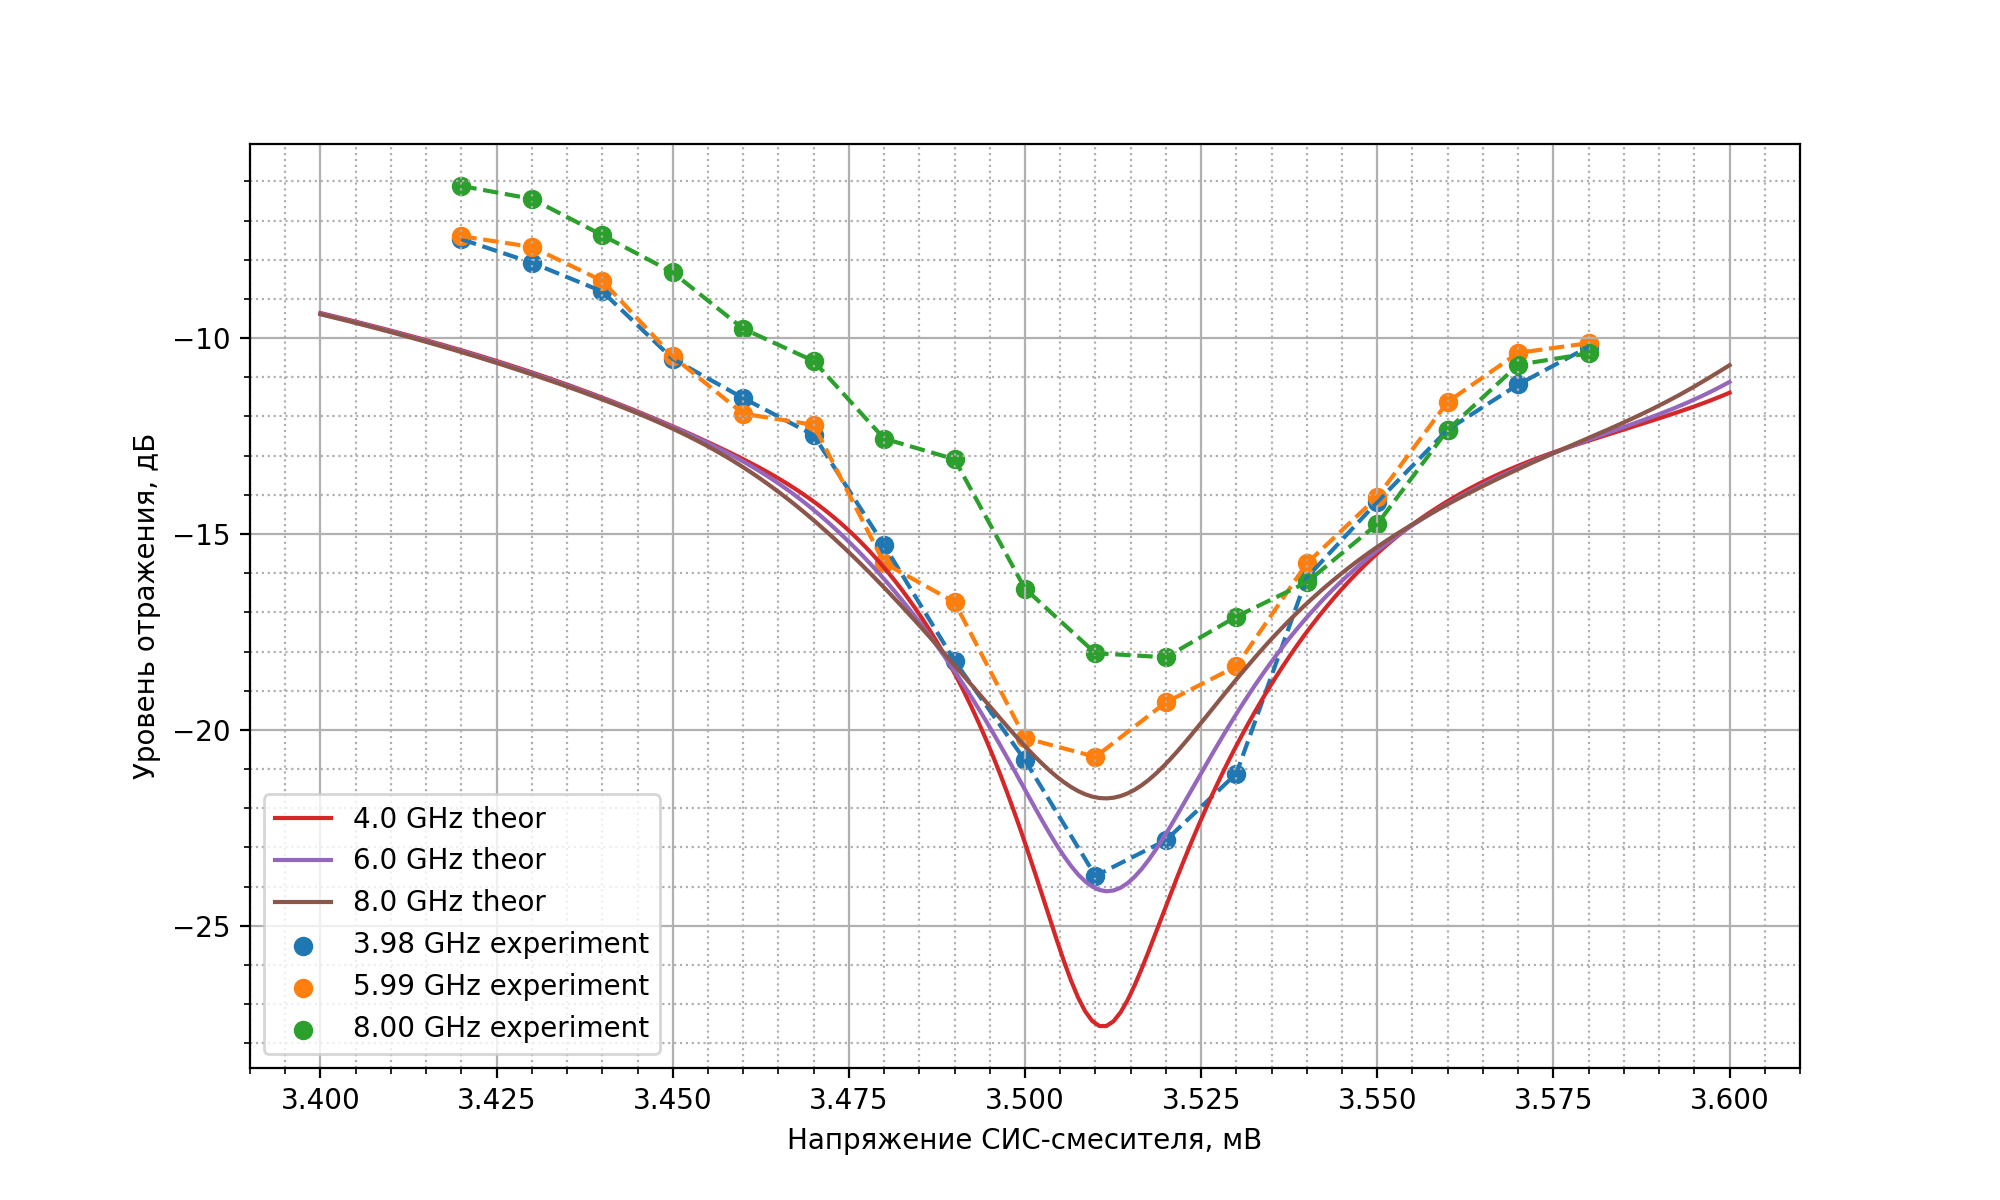 Уровень отражения, дБ
−10
−15
−20
−25
4.0 GHz theor
6.0 GHz theor
8.0 GHz theor
3.98 GHz experiment
5.99 GHz experiment
8.00 GHz experiment
3.400 3.425 3.450 3.475 3.500 3.525 3.550 3.575 3.600
Напряжение СИС-смесителя, мВ